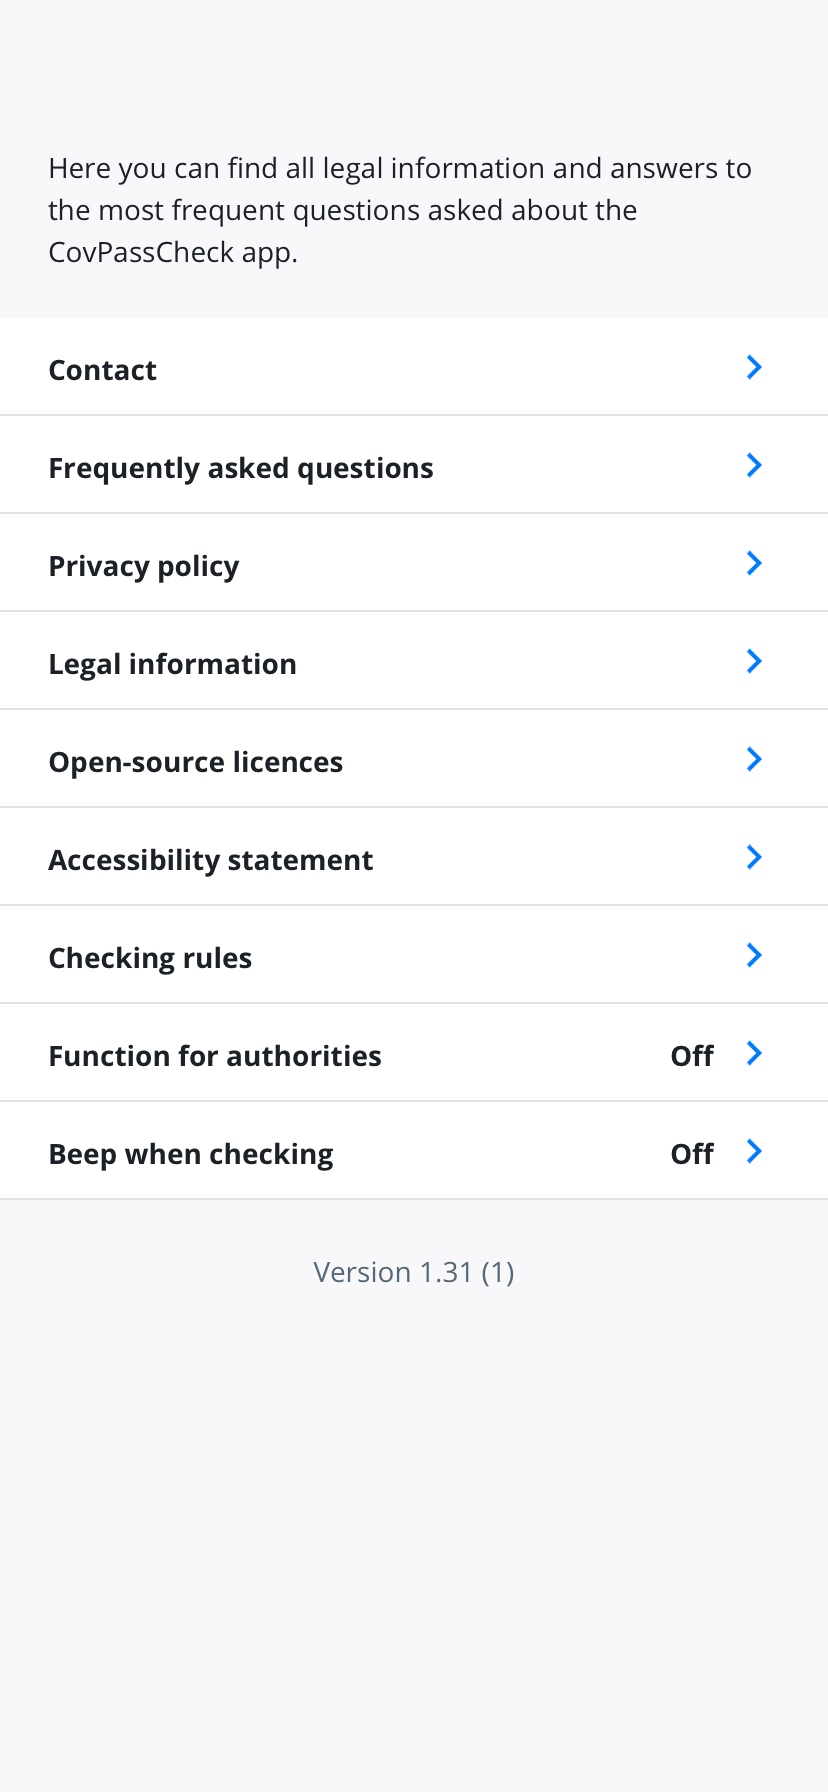 Here you can find all legal information and answers to
the most frequent questions asked about the
CovPassCheck app.
Contact
Frequently asked questions
Privacy policy
Legal information
Open-source licences
Accessibility statement
Checking rules
Function for authorities Off
Beep when checking Off
Version 1.31 (1)